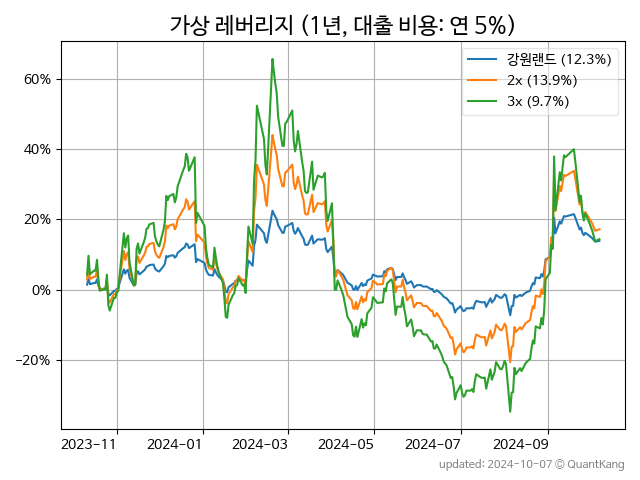 가상 레버리지 (1년, 대출 비용: 연 5%)
강원랜드 (12.3%)
2x (13.9%)
3x (9.7%)
60%
40%
20%
0%
−20%
2023-11
2024-01
2024-03
2024-05
2024-07
2024-09
updated: 2024-10-07 © QuantKang